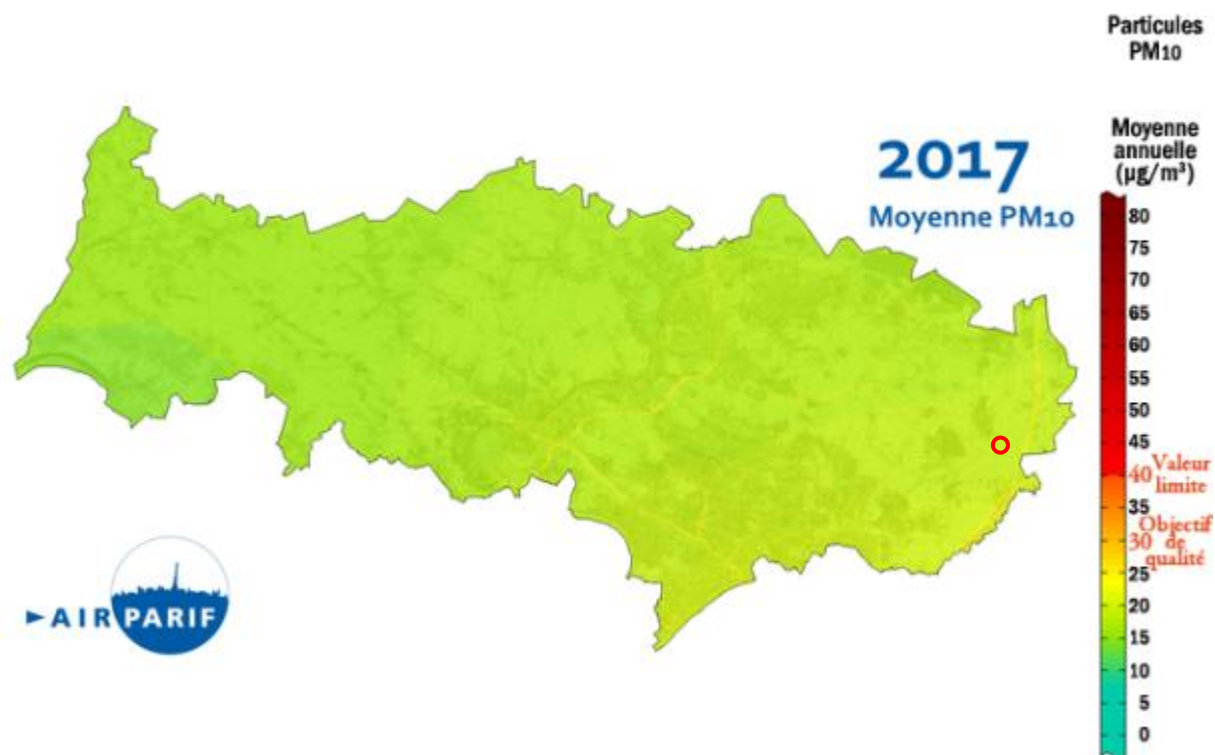 Particules
PM10
2017
Moyenne PM10
Moyenne
annuelle
(µg/m³)
80
75
70
65
60
55
50
45
40 Valeur
limite
35
Objectif
30 de
qualité
25
20
15
10
5
0
AIRPARIF